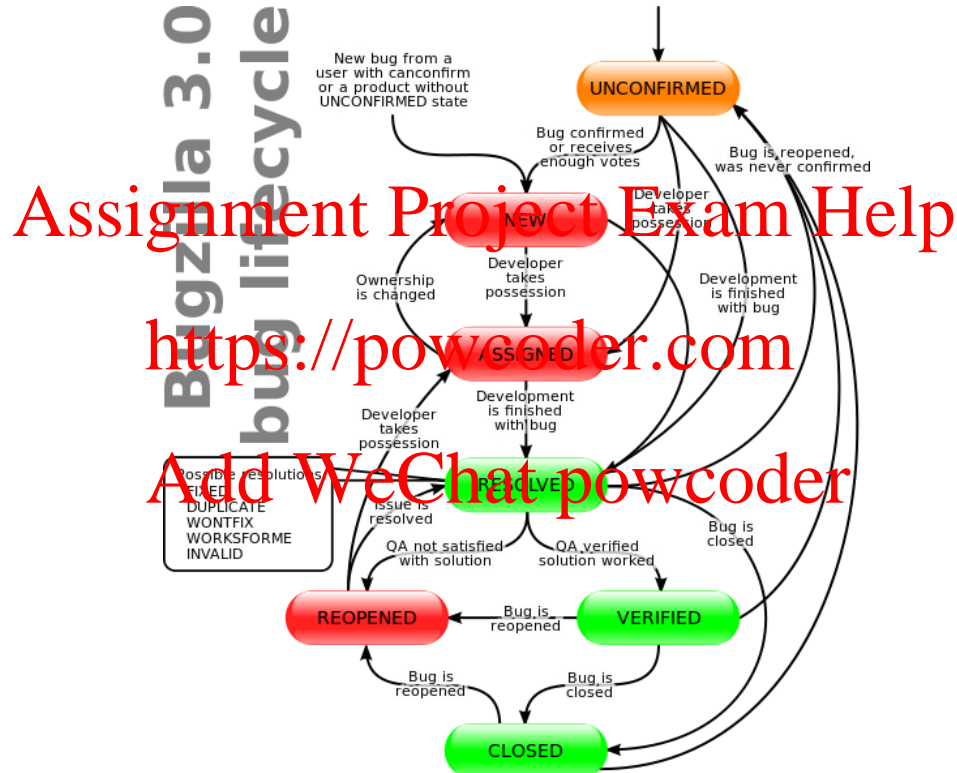 Bugzilla 3.0
bug lifecycle
New bug from a
user with canconfirm
or a product without
UNCONFIRMED state
UNCONFIRMED
Bug confirmed
or receives
enough votes
Bug is reopened,
was never confirmed
Developer
takes
possession
Assignment Project Exam Help
NEW
Ownership
is changed
Developer
takes
possession
Development
is finished
with bug
https://powcoder.com
ASSIGNED
Development
is finished
with bug
Developer
takes
possession
Add WeChat powcoder
Possible resolutions:
FIXED
DUPLICATE
WONTFIX
WORKSFORME
INVALID
RESOLVED
Issue is
resolved
Bug is
closed
QA not satisfied
with solution
QA verified
solution worked
REOPENED
Bug is
reopened
VERIFIED
Bug is
reopened
Bug is
closed
CLOSED